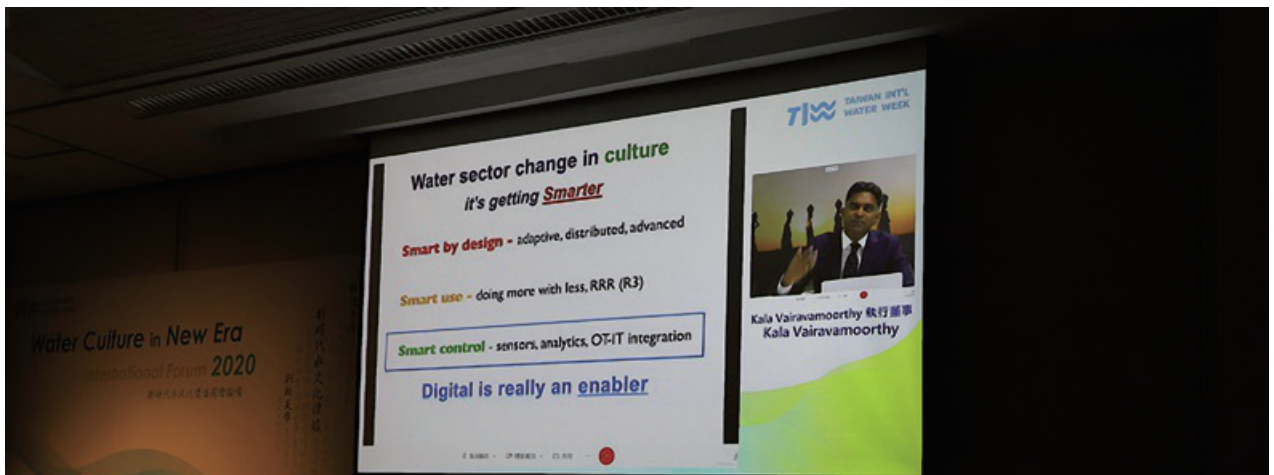 Water Culture in New Era
International Forum 2020
Water sector change in culture
it's getting Smarter
Smart by design - adaptive, distributed, advanced
Smart use - doing more with less, RRR (R3)
Smart control - sensors, analytics, OT-IT integration
Digital is really an enabler
TIW TAIWAN INT'L
WATER WEEK
Kala Vairavamoorthy 執行董事
Kala Vairavamoorthy